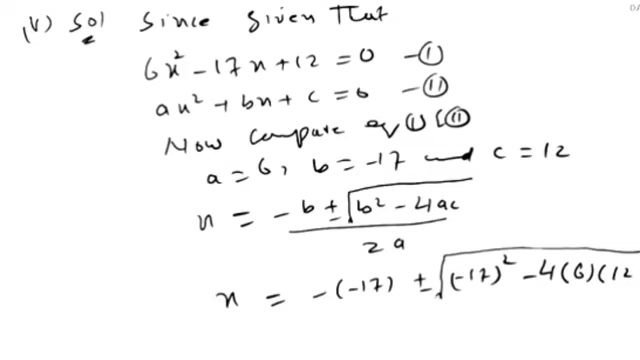 (V) Sol Since given that
6x² - 17x + 12 = 0 - (I)
ax² + bx + c = 0 - (II)
Now compare eq (I) & (II)
a = 6, b = -17 and c = 12
x = -b ± √b² - 4ac
2a
x = -(-17) ± √(-17)² - 4(6)(12